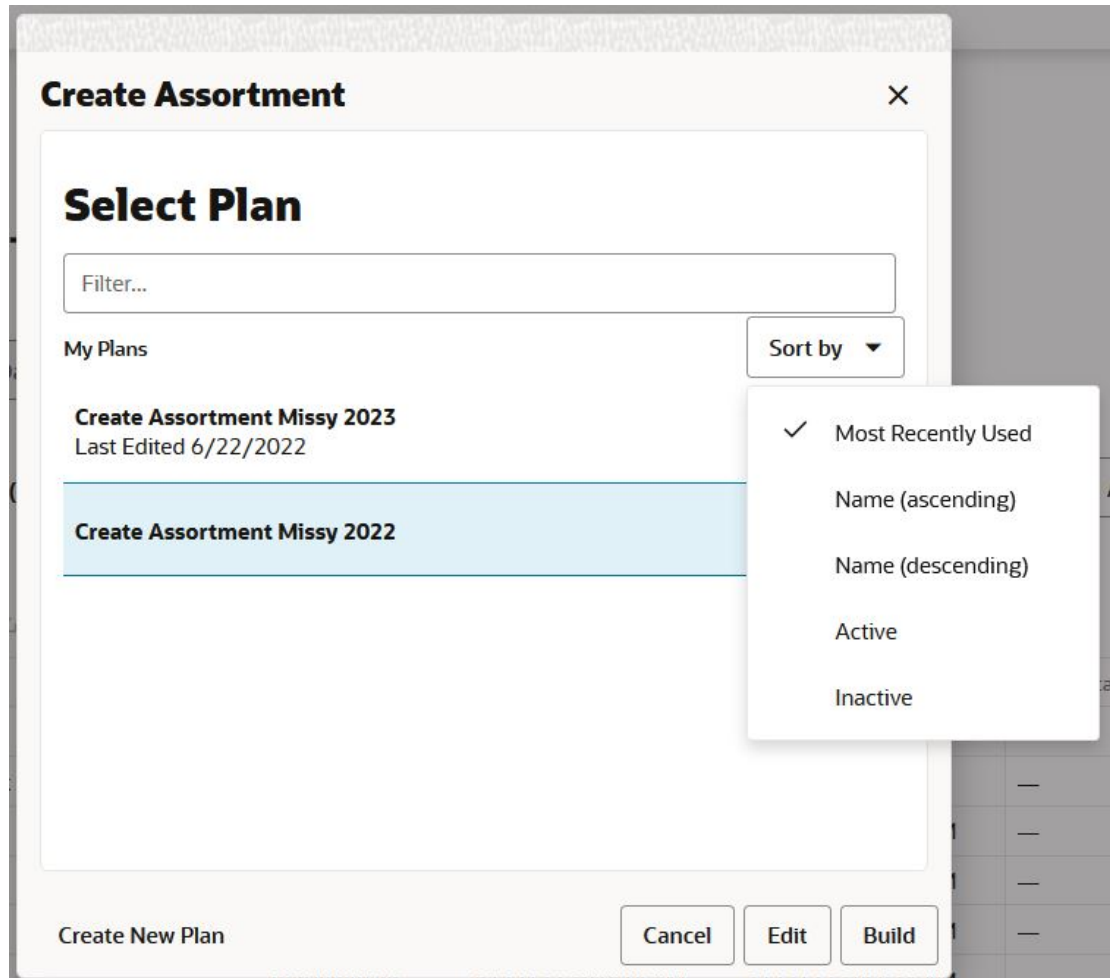 Create Assortment
Select Plan
Filter...
My Plans
Sort by
Create Assortment Missy 2023
Last Edited 6/22/2022
Create Assortment Missy 2022
Most Recently Used
Name (ascending)
Name (descending)
Active
Inactive
Create New Plan
Cancel
Edit
Build